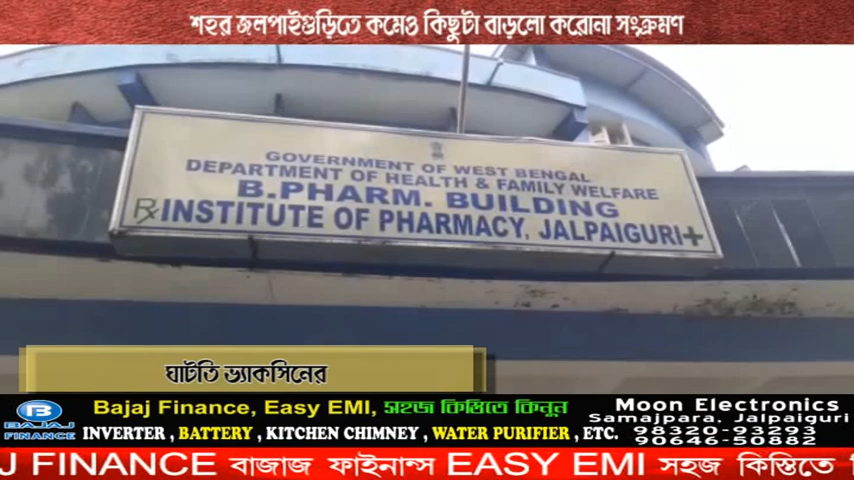 শহর জলপাইগুড়িতে কমেও কিছুটা বাড়লো করোনা সংক্রমণ
GOVERNMENT OF WEST BENGAL
DEPARTMENT OF HEALTH & FAMILY WELFARE
B.PHARM. BUILDING
℞ INSTITUTE OF PHARMACY, JALPAIGURI
ঘাটতি ভ্যাকসিনের
B
BAJAJ
FINANCE
Bajaj Finance, Easy EMI, সহজ কিস্তিতে কিনুন
INVERTER , BATTERY , KITCHEN CHIMNEY , WATER PURIFIER , ETC.
Moon Electronics
Samajpara, Jalpaiguri
96320-93293
90646-50882
J FINANCE বাজাজ ফাইনান্স EASY EMI সহজ কিস্তিতে